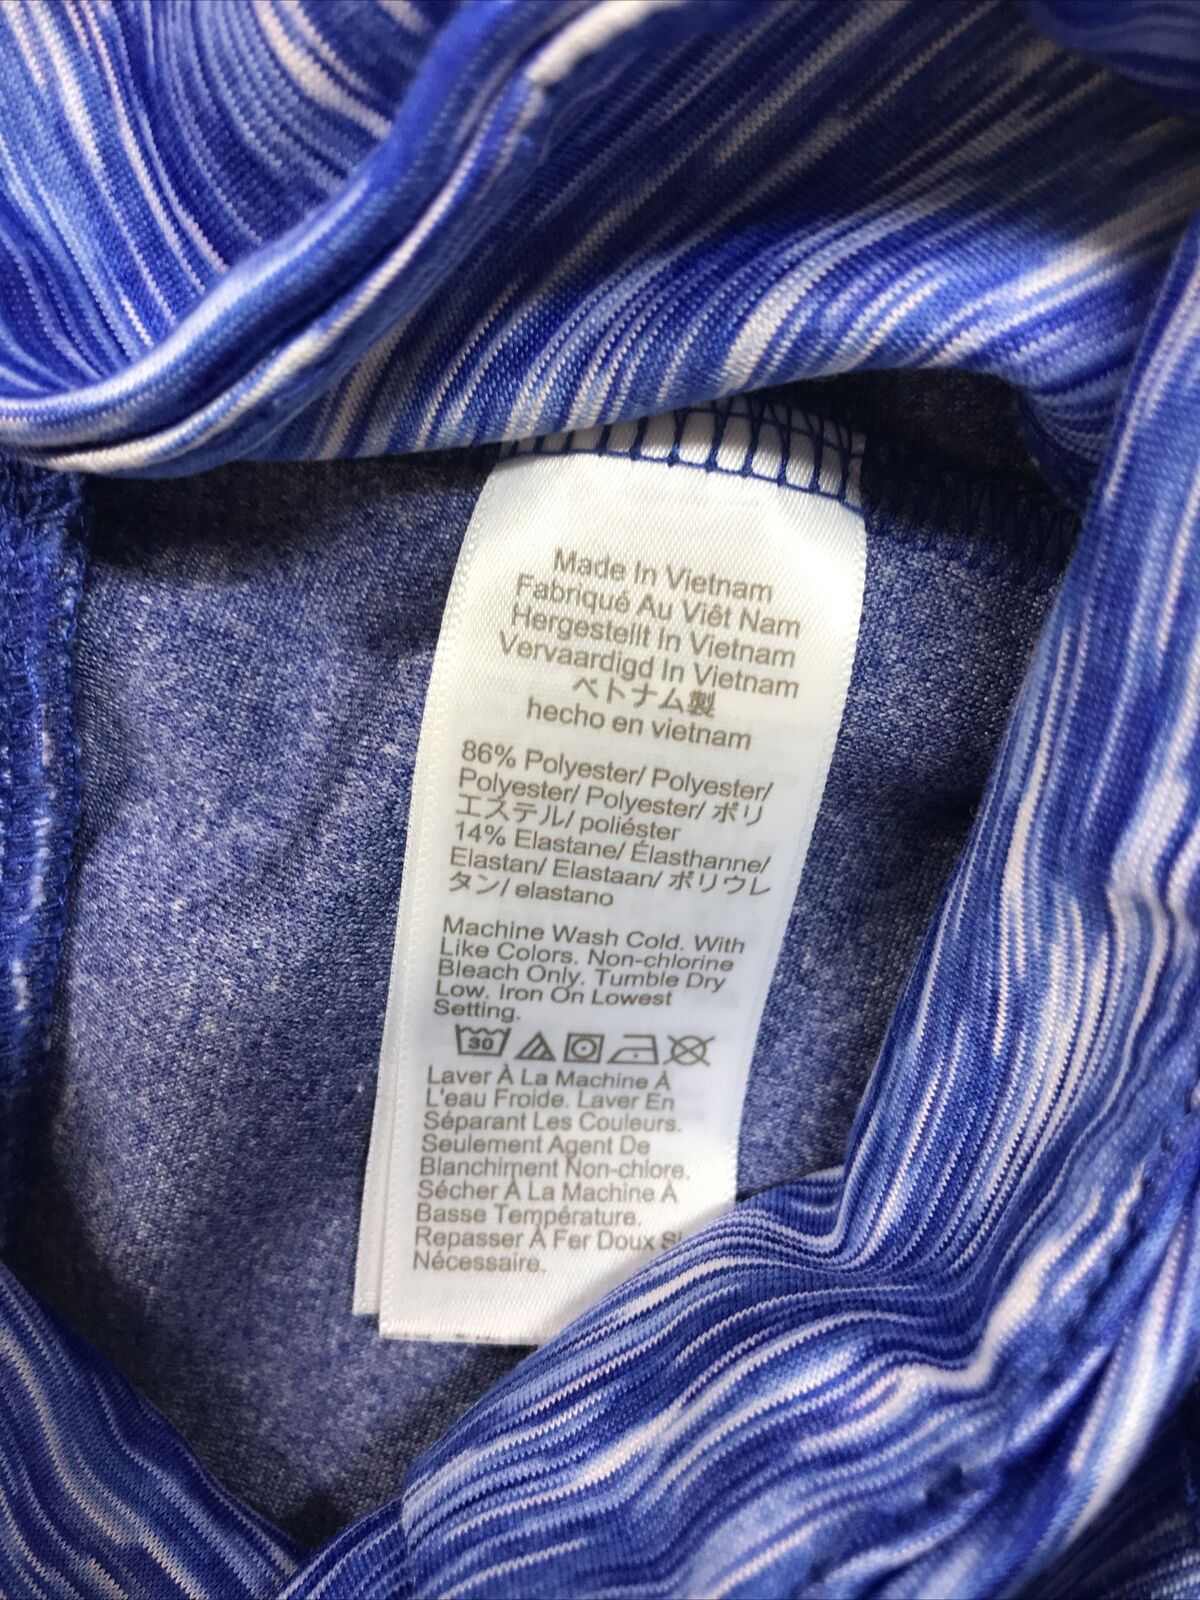 Made In Vietnam
Fabriqué Au Viêt Nam
Hergestellt In Vietnam
Vervaardigd In Vietnam
ベトナム製
hecho en vietnam
86% Polyester/ Polyester/
Polyester/ Polyester/ ポリ
エステル/ poliéster
14% Elastane/ Élasthanne/
Elastan/ Elastaan/ ポリウレ
タン/ elastano
Machine Wash Cold. With
Like Colors. Non-chlorine
Bleach Only. Tumble Dry
Low. Iron On Lowest
Setting.
30
Laver À La Machine À
L'eau Froide. Laver En
Séparant Les Couleurs.
Seulement Agent De
Blanchiment Non-chlore.
Sécher À La Machine À
Basse Température.
Repasser À Fer Doux Si
Nécessaire.